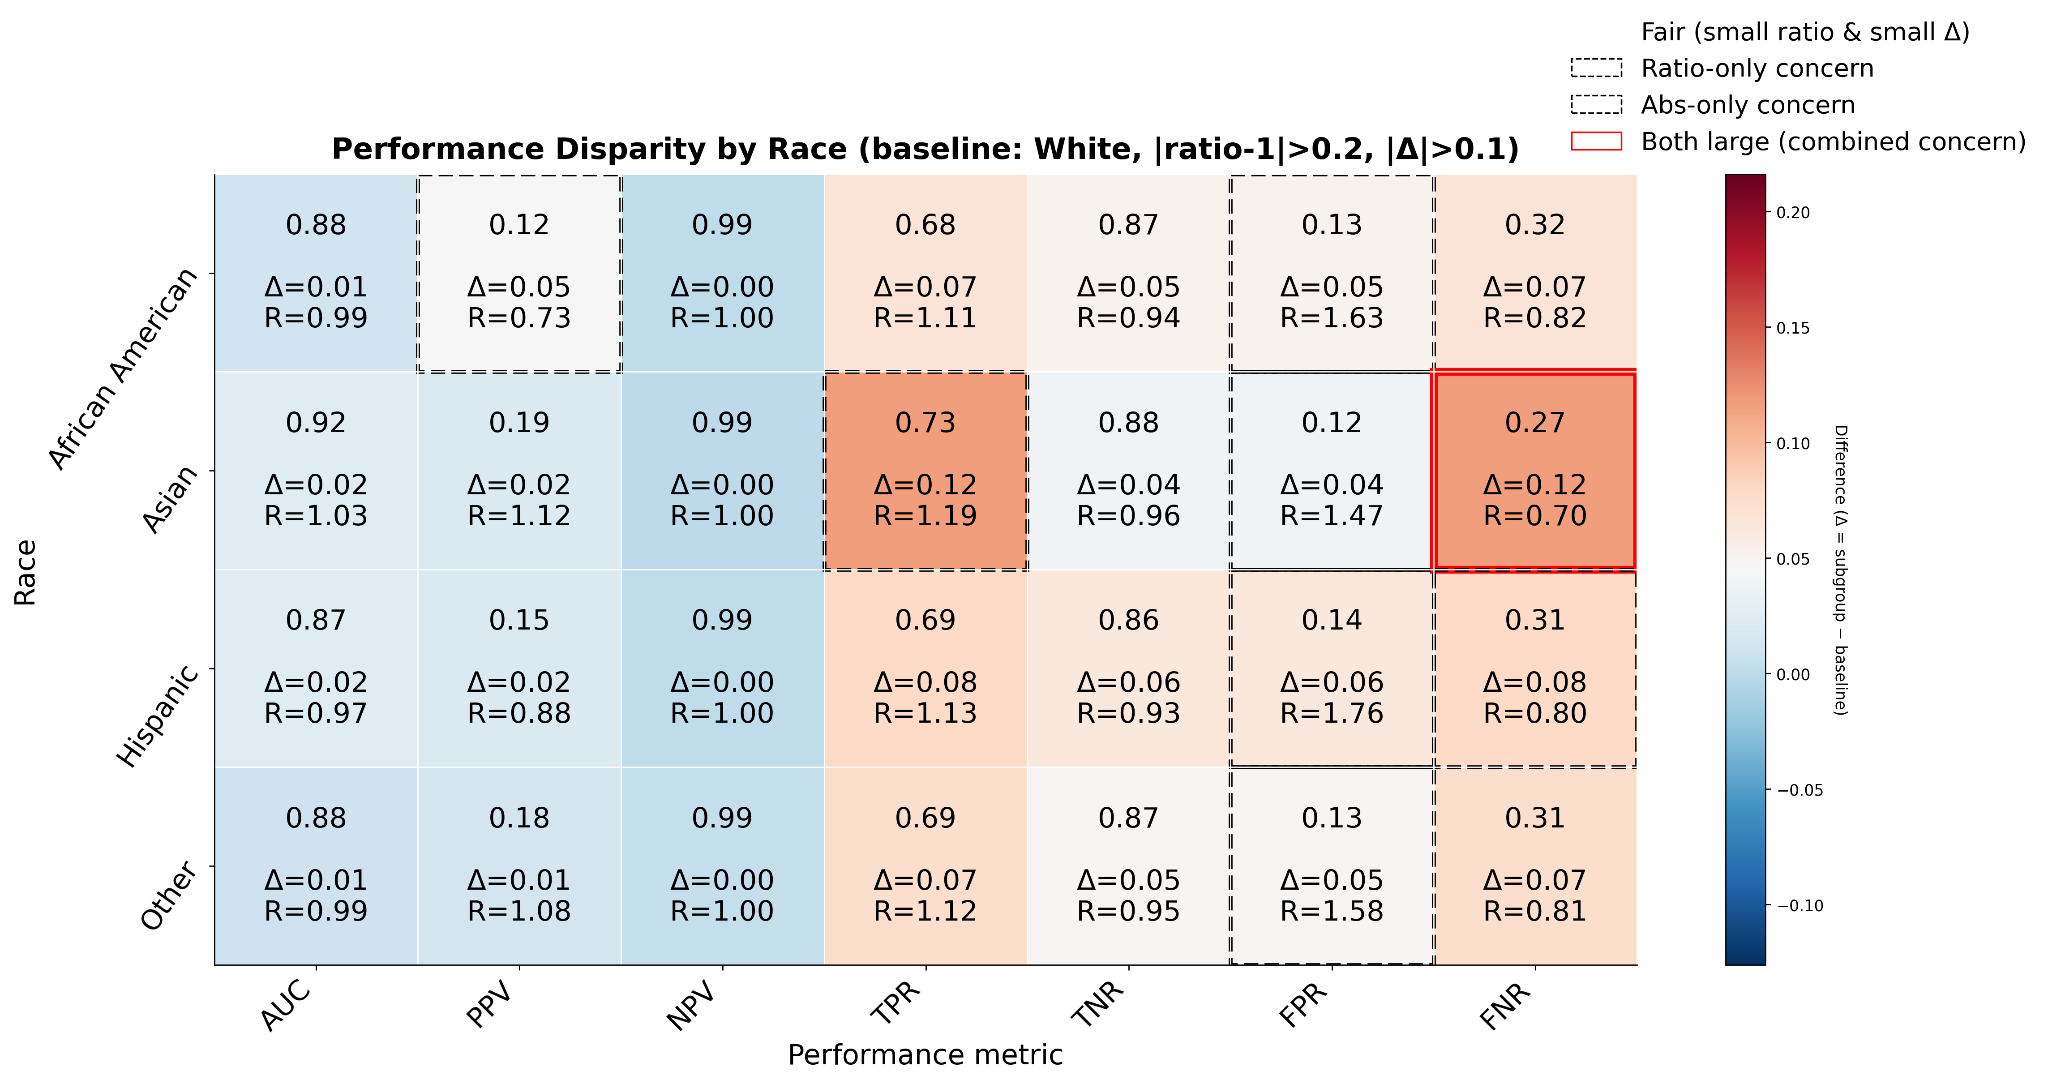 Fair (small ratio & small Δ)
Ratio-only concern
Abs-only concern
Both large (combined concern)
Performance Disparity by Race (baseline: White, |ratio-1|>0.2, |Δ|>0.1)
Race
African American
0.88 0.12 0.99 0.68 0.87 0.13 0.32
Δ=0.01 Δ=0.05 Δ=0.00 Δ=0.07 Δ=0.05 Δ=0.05 Δ=0.07
R=0.99 R=0.73 R=1.00 R=1.11 R=0.94 R=1.63 R=0.82
Asian
0.92 0.19 0.99 0.73 0.88 0.12 0.27
Δ=0.02 Δ=0.02 Δ=0.00 Δ=0.12 Δ=0.04 Δ=0.04 Δ=0.12
R=1.03 R=1.12 R=1.00 R=1.19 R=0.96 R=1.47 R=0.70
Hispanic
0.87 0.15 0.99 0.69 0.86 0.14 0.31
Δ=0.02 Δ=0.02 Δ=0.00 Δ=0.08 Δ=0.06 Δ=0.06 Δ=0.08
R=0.97 R=0.88 R=1.00 R=1.13 R=0.93 R=1.76 R=0.80
Other
0.88 0.18 0.99 0.69 0.87 0.13 0.31
Δ=0.01 Δ=0.01 Δ=0.00 Δ=0.07 Δ=0.05 Δ=0.05 Δ=0.07
R=0.99 R=1.08 R=1.00 R=1.12 R=0.95 R=1.58 R=0.81
AUC PPV NPV TPR TNR FPR FNR
Performance metric
0.20
0.15
0.10
0.05
0.00
−0.05
−0.10
Difference (Δ = subgroup − baseline)